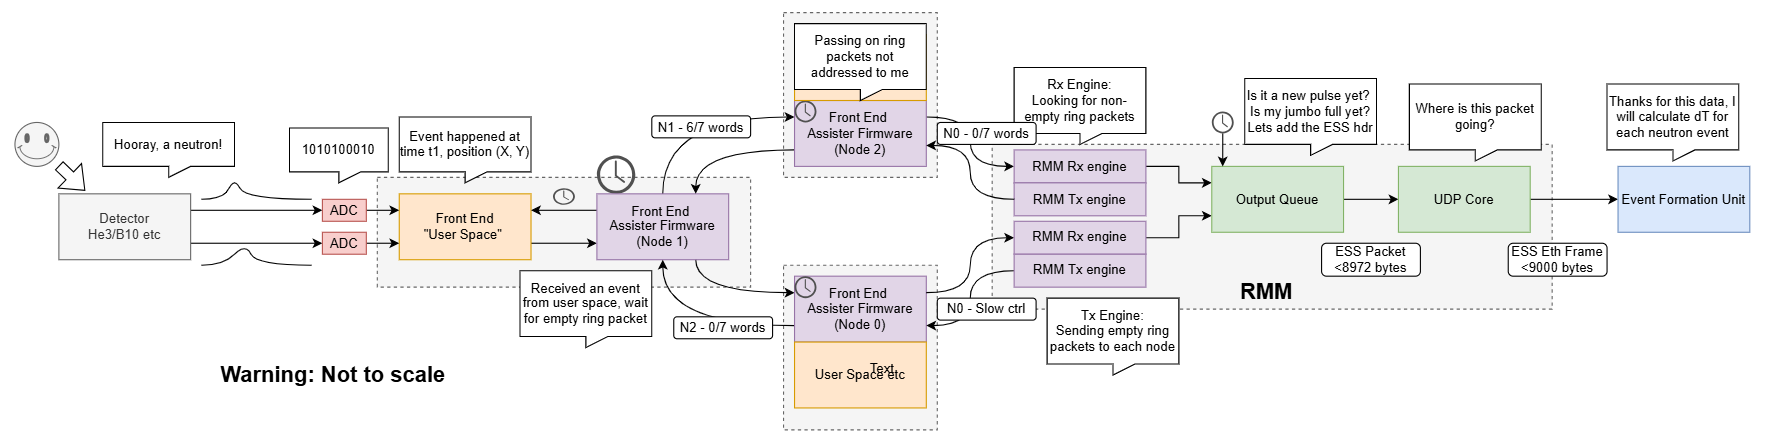 Hooray, a neutron!
Detector
He3/B10 etc
1010100010
ADC
ADC
Event happened at
time t1, position (X, Y)
Front End
"User Space"
Front End
Assister Firmware
(Node 1)
Received an event
from user space, wait
for empty ring packet
N1 - 6/7 words
N2 - 0/7 words
Passing on ring
packets not
addressed to me
Front End
Assister Firmware
(Node 2)
Front End
Assister Firmware
(Node 0)
User Space etc
Text
N0 - 0/7 words
N0 - Slow ctrl
Rx Engine:
Looking for non-
empty ring packets
RMM Rx engine
RMM Tx engine
RMM Rx engine
RMM Tx engine
Tx Engine:
Sending empty ring
packets to each node
RMM
Is it a new pulse yet?
Is my jumbo full yet?
Lets add the ESS hdr
Output Queue
ESS Packet
<8972 bytes
Where is this packet
going?
UDP Core
ESS Eth Frame
<9000 bytes
Thanks for this data, I
will calculate dT for
each neutron event
Event Formation Unit
Warning: Not to scale